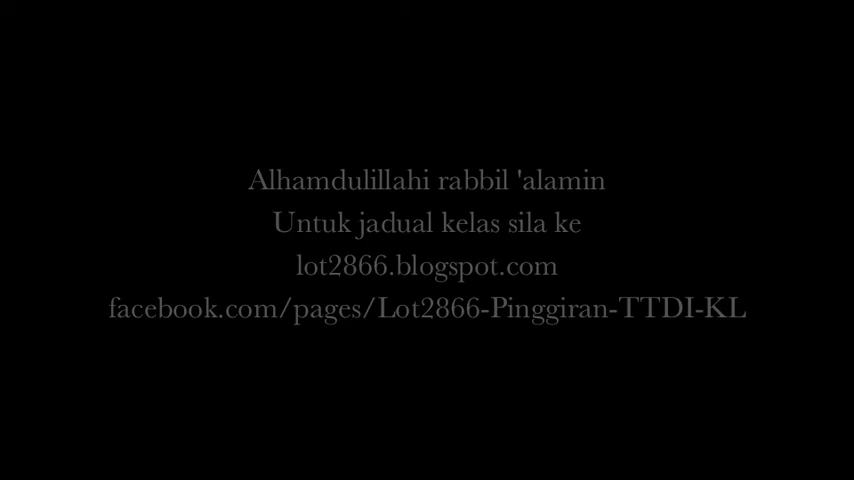 Alhamdulillahi rabbil 'alamin
Untuk jadual kelas sila ke
lot2866.blogspot.com
facebook.com/pages/Lot2866-Pinggiran-TTDI-KL